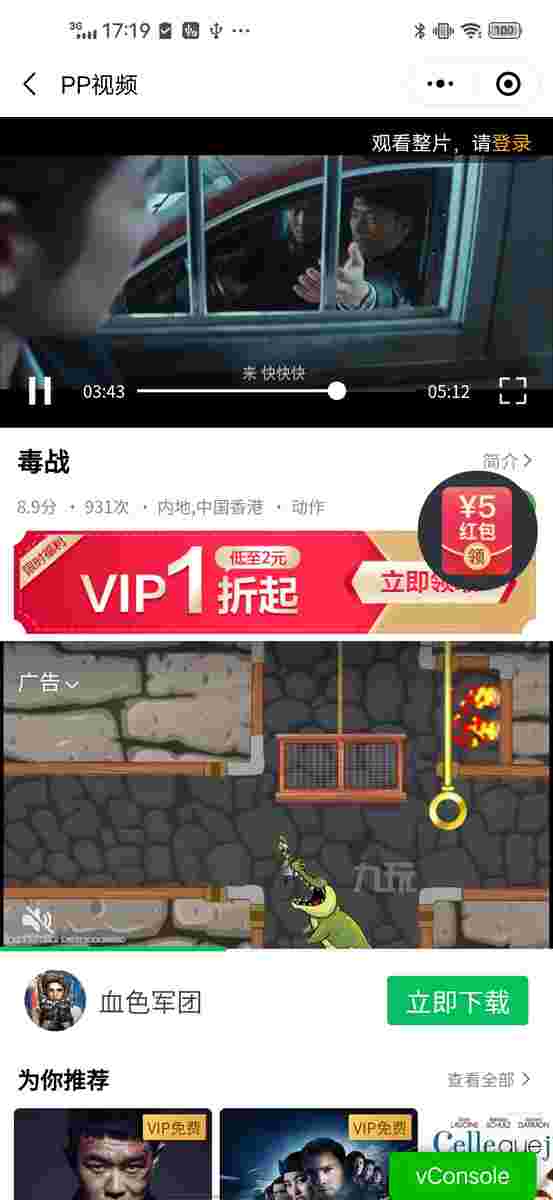 3G 17:19 100
PP视频
观看整片，请登录
来 快快快
03:43 05:12
毒战
简介
8.9分 · 931次 · 内地,中国香港 · 动作
¥5
红包
领
限时福利
VIP1折起
低至2元
立即领
广告
九玩
血色军团
立即下载
为你推荐
查看全部
VIP免费
VIP免费
vConsole